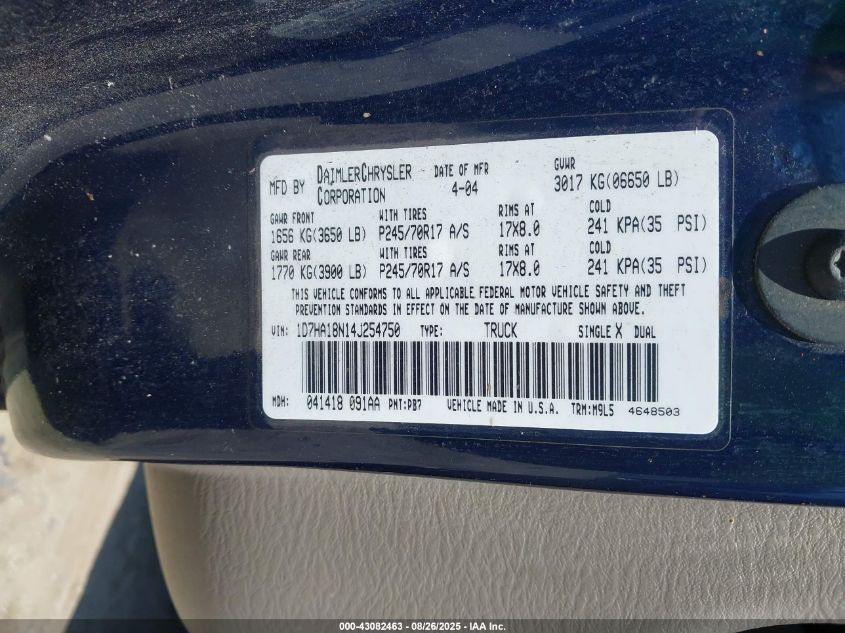 MFD BY DAIMLERCHRYSLER CORPORATION DATE OF MFR 4-04 GVWR 3017 KG(06650 LB)
GAWR FRONT WITH TIRES RIMS AT COLD
1656 KG(3650 LB) P245/70R17 A/S 17X8.0 241 KPA(35 PSI)
GAWR REAR WITH TIRES RIMS AT COLD
1770 KG(3900 LB) P245/70R17 A/S 17X8.0 241 KPA(35 PSI)
THIS VEHICLE CONFORMS TO ALL APPLICABLE FEDERAL MOTOR VEHICLE SAFETY AND THEFT
PREVENTION STANDARDS IN EFFECT ON THE DATE OF MANUFACTURE SHOWN ABOVE.
VIN: 1D7HA18N14J254750 TYPE: TRUCK SINGLE X DUAL
MDH: 041418 091AA PNT:PB7 VEHICLE MADE IN U.S.A. TRM:M9L5 4648503
000-43082463 - 08/26/2025 - IAA Inc.